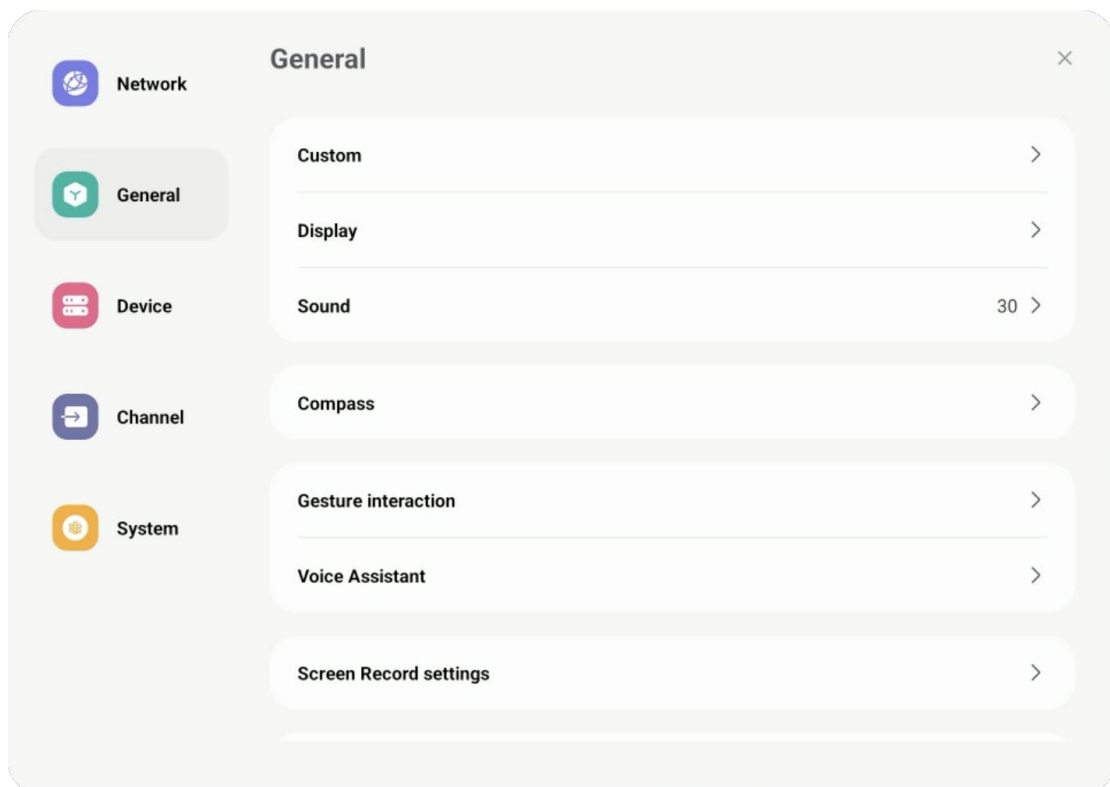 Network
General
Device
Channel
System
General
Custom
Display
Sound 30
Compass
Gesture interaction
Voice Assistant
Screen Record settings